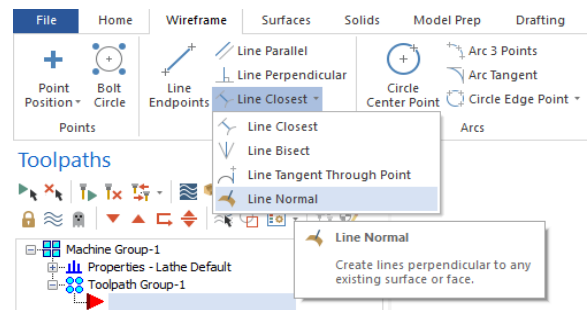 File Home Wireframe Surfaces Solids Model Prep Drafting
Line Parallel Arc 3 Points
Line Perpendicular Arc Tangent
Point Position Bolt Circle Line Endpoints Line Closest Circle Center Point Circle Edge Point
Points Arcs
Line Closest
Line Bisect
Line Tangent Through Point
Line Normal
Toolpaths
Line Normal
Create lines perpendicular to any
existing surface or face.
Machine Group-1
Properties - Lathe Default
Toolpath Group-1